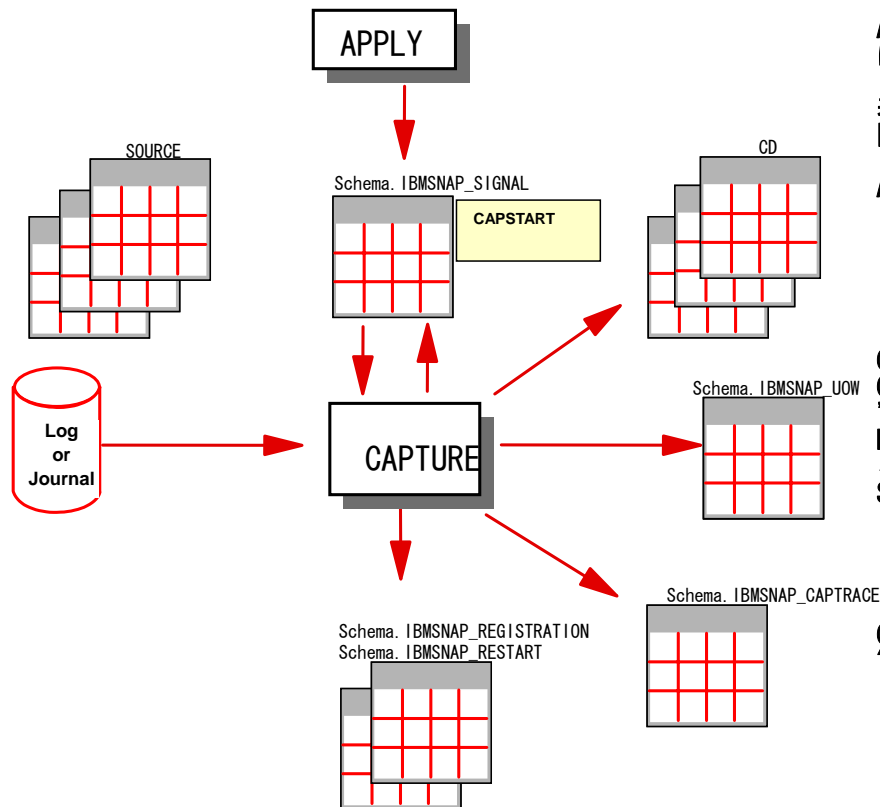 APPLY
SOURCE
CD
Schema. IBMSNAP_SIGNAL
CAPSTART
Schema. IBMSNAP_UOW
Log
or
Journal
CAPTURE
Schema. IBMSNAP_CAPTRACE
Schema. IBMSNAP_REGISTRATION
Schema. IBMSNAP_RESTART